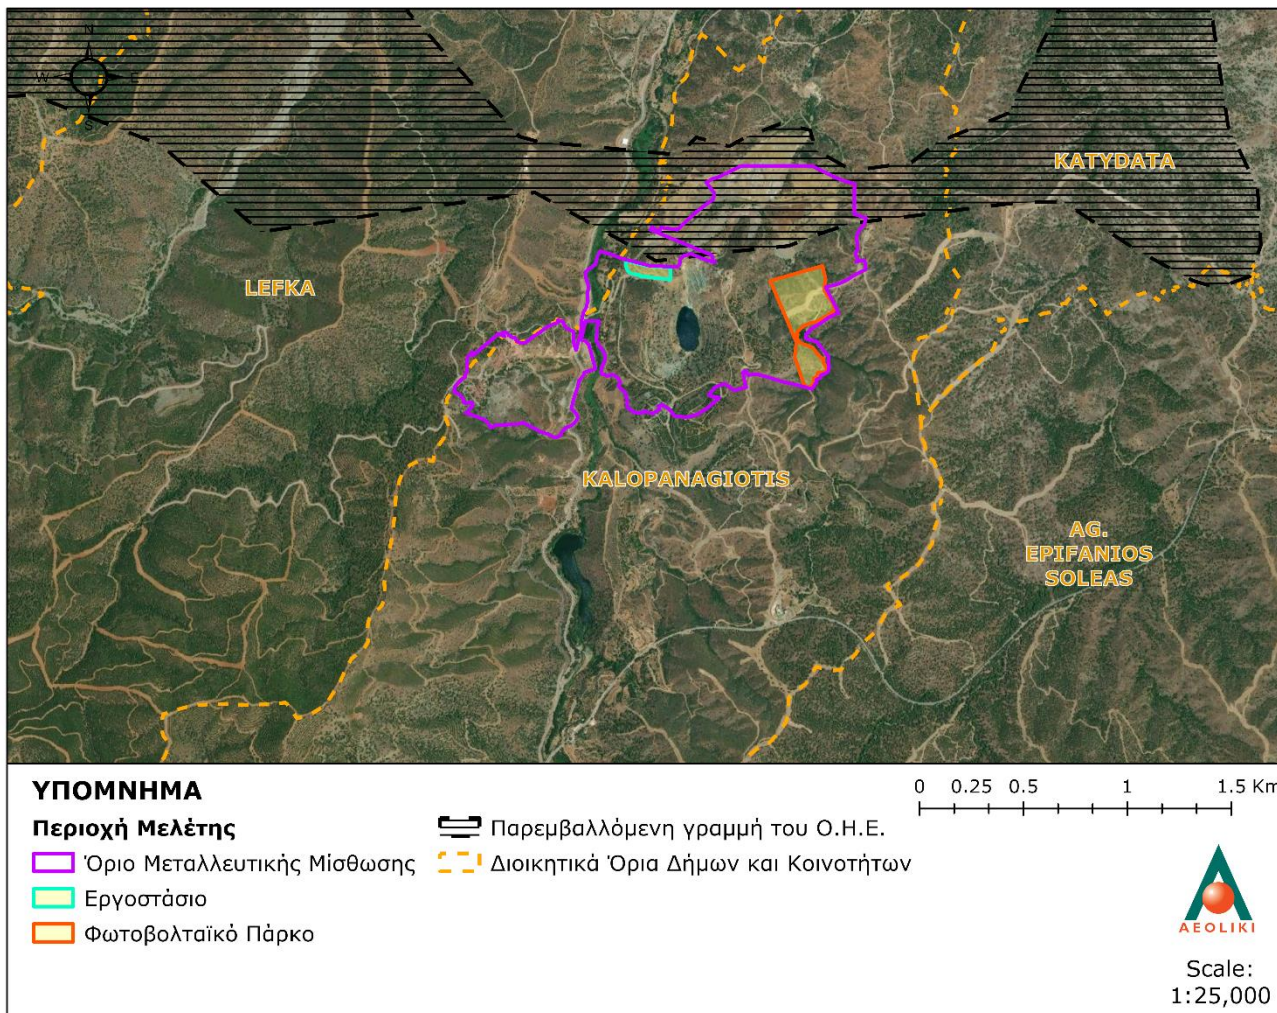 N
W E
S
KATYDATA
LEFKA
KALOPANAGIOTIS
AG.
EPIFANIOS
SOLEAS
ΥΠΟΜΝΗΜΑ
Περιοχή Μελέτης
Όριο Μεταλλευτικής Μίσθωσης
Εργοστάσιο
Φωτοβολταϊκό Πάρκο
Παρεμβαλλόμενη γραμμή του Ο.Η.Ε.
Διοικητικά Όρια Δήμων και Κοινοτήτων
0 0.25 0.5 1 1.5 Km
AEOLIKI
Scale:
1:25,000